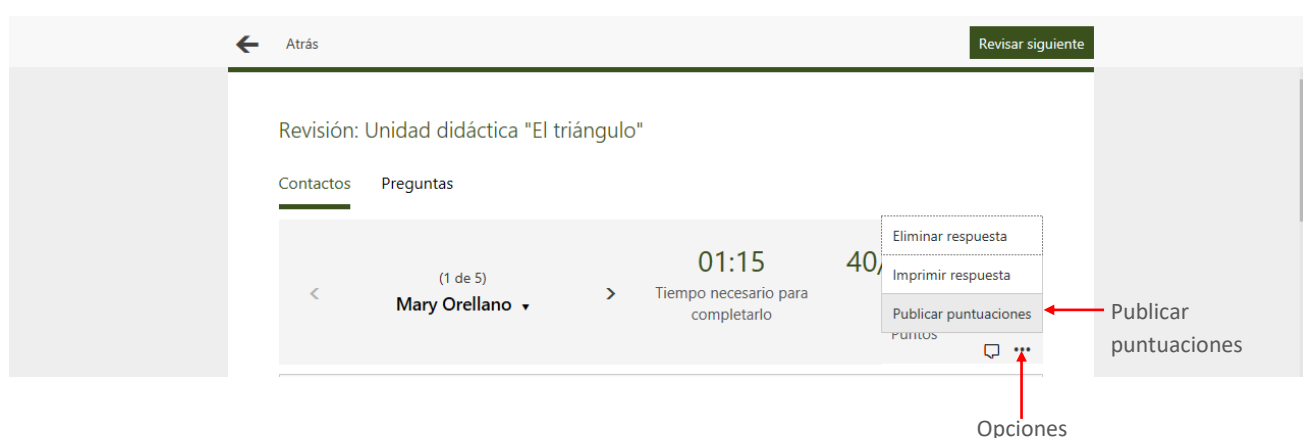 Atrás
Revisar siguiente
Revisión: Unidad didáctica "El triángulo"
Contactos
Preguntas
(1 de 5)
Mary Orellano
01:15
Tiempo necesario para
completarlo
40/
Eliminar respuesta
Imprimir respuesta
Publicar puntuaciones
Puntos
Publicar
puntuaciones
Opciones